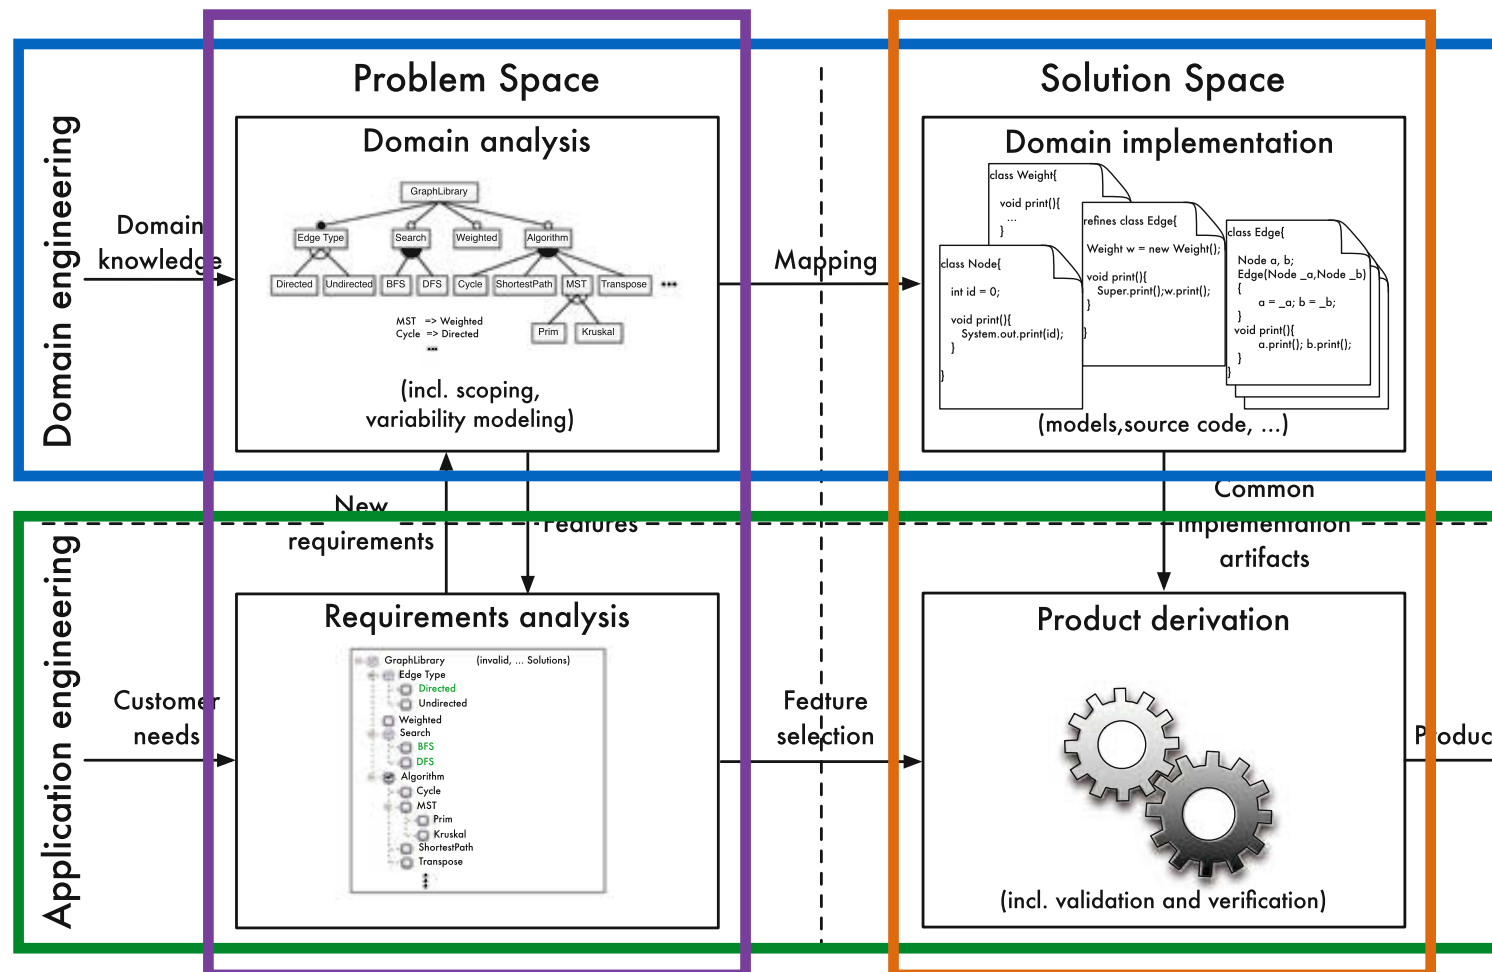 Problem Space
Solution Space
Domain engineering
Domain
knowledge
Domain analysis
GraphLibrary
Edge Type
Search
Weighted
Algorithm
Directed
Undirected
BFS
DFS
Cycle
ShortestPath
MST
Transpose
...
Prim
Kruskal
MST => Weighted
Cycle => Directed
...
(incl. scoping,
variability modeling)
Mapping
Domain implementation
class Weight{
void print(){
...
}
refines class Edge{
Weight w = new Weight();
void print(){
Super.print();w.print();
}
}
class Node{
int id = 0;
void print(){
System.out.print(id);
}
}
class Edge{
Node a, b;
Edge(Node _a,Node _b)
{
a = _a; b = _b;
}
void print(){
a.print(); b.print();
}
}
(models,source code, ...)
New
requirements
Features
Common
implementation
artifacts
Application engineering
Customer
needs
Requirements analysis
GraphLibrary (invalid, ... Solutions)
Edge Type
Directed
Undirected
Weighted
Search
BFS
DFS
Algorithm
Cycle
MST
Prim
Kruskal
ShortestPath
Transpose
Feature
selection
Product derivation
(incl. validation and verification)
Produc